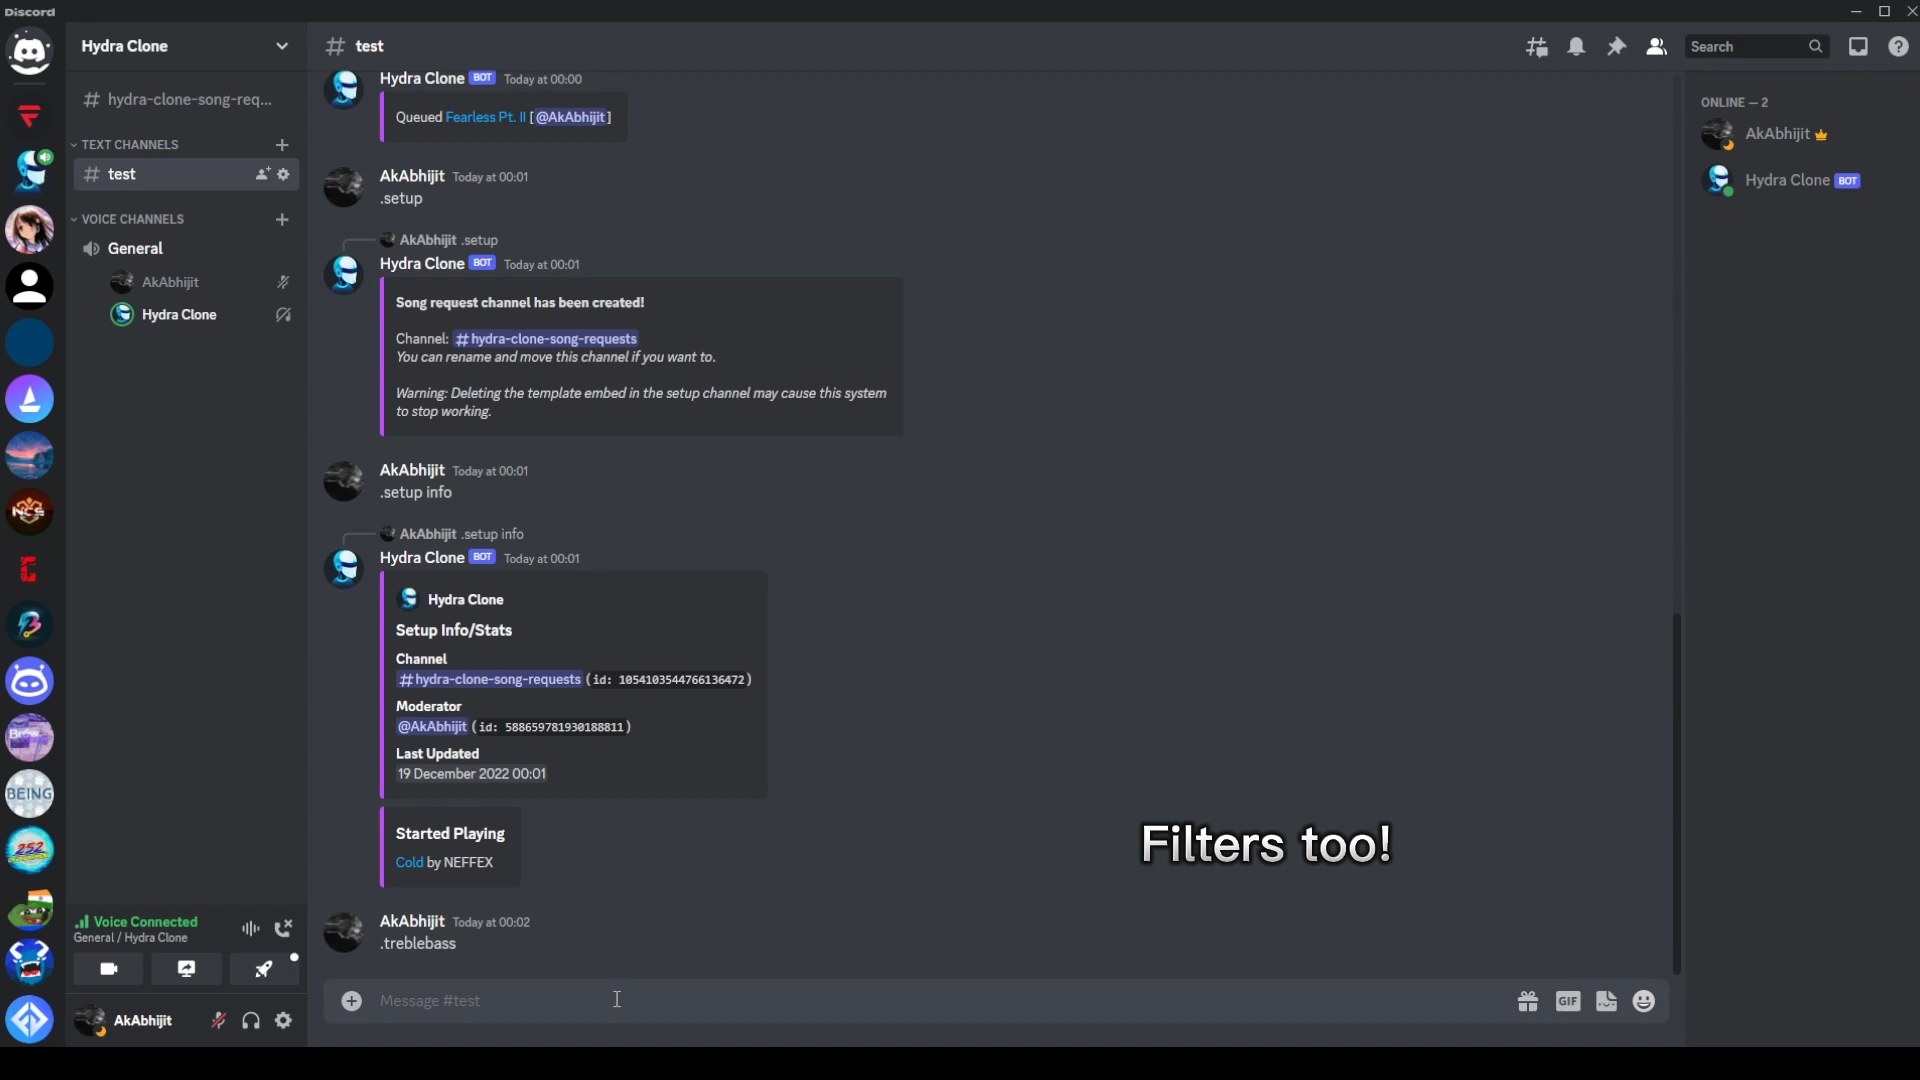 Discord
Hydra Clone
# test
Search
# hydra-clone-song-req...
TEXT CHANNELS
# test
VOICE CHANNELS
General
AkAbhijit
Hydra Clone
Voice Connected
General / Hydra Clone
AkAbhijit
Hydra Clone BOT Today at 00:00
Queued Fearless Pt. II [@AkAbhijit]
AkAbhijit Today at 00:01
.setup
AkAbhijit .setup
Hydra Clone BOT Today at 00:01
Song request channel has been created!
Channel: #hydra-clone-song-requests
You can rename and move this channel if you want to.
Warning: Deleting the template embed in the setup channel may cause this system
to stop working.
AkAbhijit Today at 00:01
.setup info
AkAbhijit .setup info
Hydra Clone BOT Today at 00:01
Hydra Clone
Setup Info/Stats
Channel
#hydra-clone-song-requests (id: 1054103544766136472)
Moderator
@AkAbhijit (id: 588659781930188811)
Last Updated
19 December 2022 00:01
Started Playing
Cold by NEFFEX
Filters too!
AkAbhijit Today at 00:02
.treblebass
Message #test
GIF
ONLINE — 2
AkAbhijit
Hydra Clone BOT
NCS
Brew
BEING
252